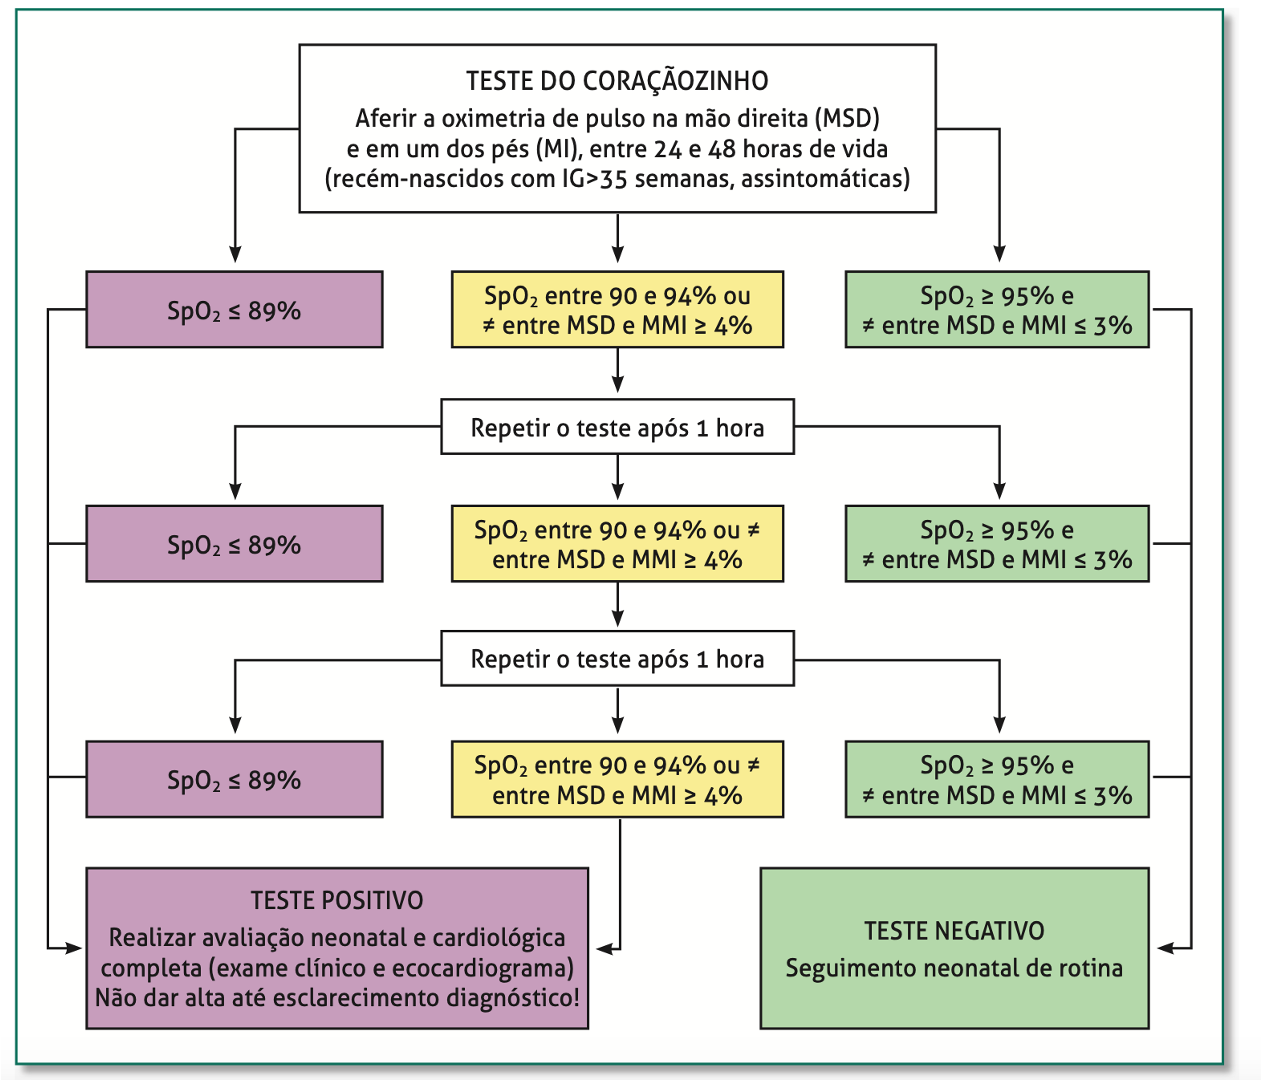 TESTE DO CORAÇÃOZINHO
Aferir a oximetria de pulso na mão direita (MSD)
e em um dos pés (MI), entre 24 e 48 horas de vida
(recém-nascidos com IG>35 semanas, assintomáticas)
SpO₂ ≤ 89%
SpO₂ entre 90 e 94% ou
≠ entre MSD e MMI ≥ 4%
SpO₂ ≥ 95% e
≠ entre MSD e MMI ≤ 3%
Repetir o teste após 1 hora
SpO₂ ≤ 89%
SpO₂ entre 90 e 94% ou ≠
entre MSD e MMI ≥ 4%
SpO₂ ≥ 95% e
≠ entre MSD e MMI ≤ 3%
Repetir o teste após 1 hora
SpO₂ ≤ 89%
SpO₂ entre 90 e 94% ou ≠
entre MSD e MMI ≥ 4%
SpO₂ ≥ 95% e
≠ entre MSD e MMI ≤ 3%
TESTE POSITIVO
Realizar avaliação neonatal e cardiológica
completa (exame clínico e ecocardiograma)
Não dar alta até esclarecimento diagnóstico!
TESTE NEGATIVO
Seguimento neonatal de rotina